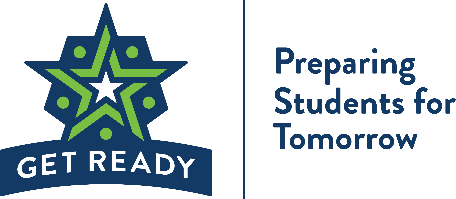 GET READY
Preparing
Students for
Tomorrow